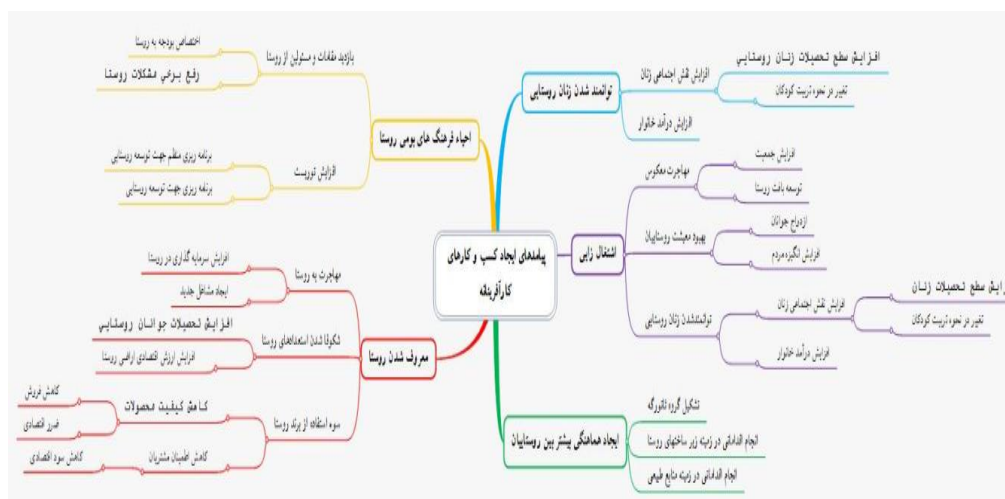 پیامدهای ایجاد کسب و کارهای
کارآفرینانه
توانمند شدن زنان روستایی
افزایش نقش اجتماعی زنان
افزایش سطح تحصیلات زنان روستایی
تغییر در نحوه تربیت کودکان
افزایش درآمد خانوار
اشتغال زایی
مهاجرت معکوس
افزایش جمعیت
توسعه بافت روستا
بهبود معیشت روستاییان
ازدواج جوانان
افزایش انگیزه مردم
توانمندشدن زنان روستایی
افزایش نقش اجتماعی زنان
زایش سطح تحصیلات زنان
تغییر در نحوه تربیت کودکان
افزایش درآمد خانوار
ایجاد هماهنگی بیشتر بین روستاییان
تشکیل گروه
انجام اقداماتی در زمینه زیر ساختهای روستا
انجام اقداماتی در زمینه منابع طبیعی
احیاء فرهنگ های بومی روستا
بازدید مقامات و مسئولین از روستا
اختصاص بودجه به روستا
رفع برخی مشکلات روستا
افزایش توریست
برنامه ریزی منظم جهت توسعه روستایی
برنامه ریزی جهت توسعه روستایی
معروف شدن روستا
مهاجرت به روستا
افزایش سرمایه گذاری در روستا
ایجاد مشاغل جدید
شکوفا شدن استعدادهای روستا
افزایش تحصیلات جوانان روستایی
افزایش ارزش اقتصادی اراضی روستا
سوء استفاده از برند روستا
کاهش کیفیت محصولات
کاهش فروش
ضرر اقتصادی
کاهش اطمینان مشتریان
کاهش سود اقتصادی